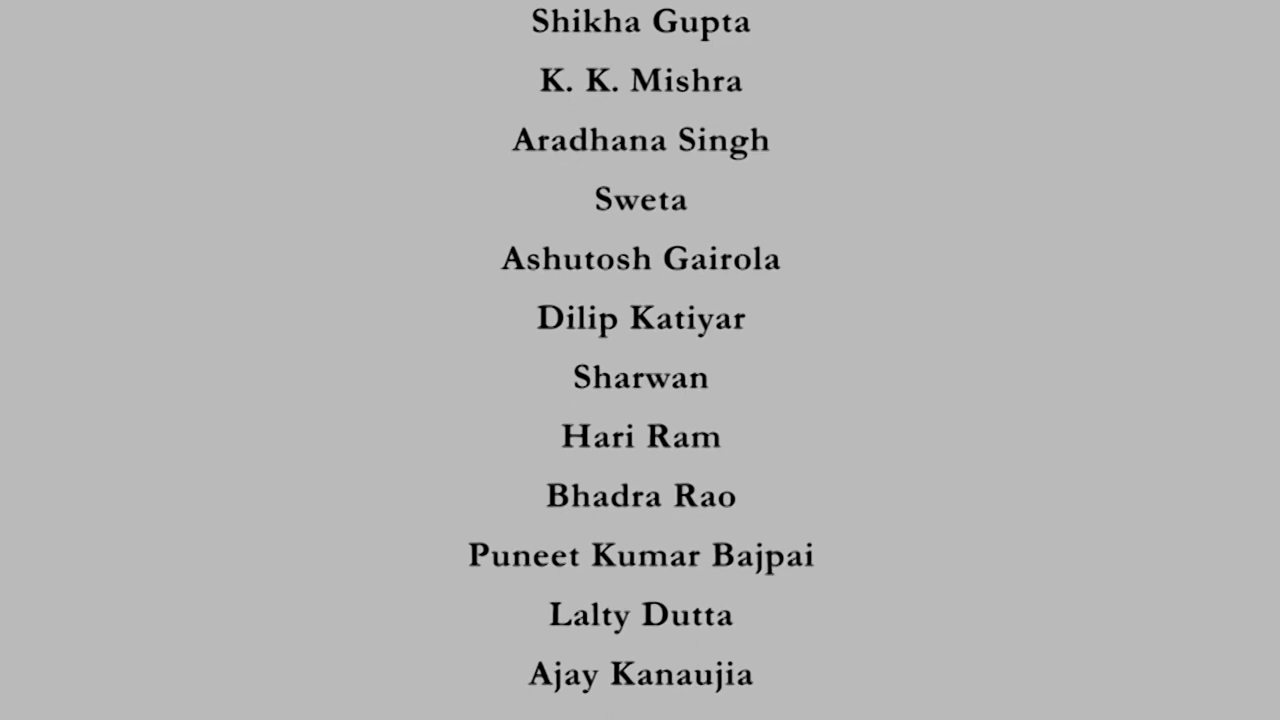 Shikha Gupta
K. K. Mishra
Aradhana Singh
Sweta
Ashutosh Gairola
Dilip Katiyar
Sharwan
Hari Ram
Bhadra Rao
Puneet Kumar Bajpai
Lalty Dutta
Ajay Kanaujia